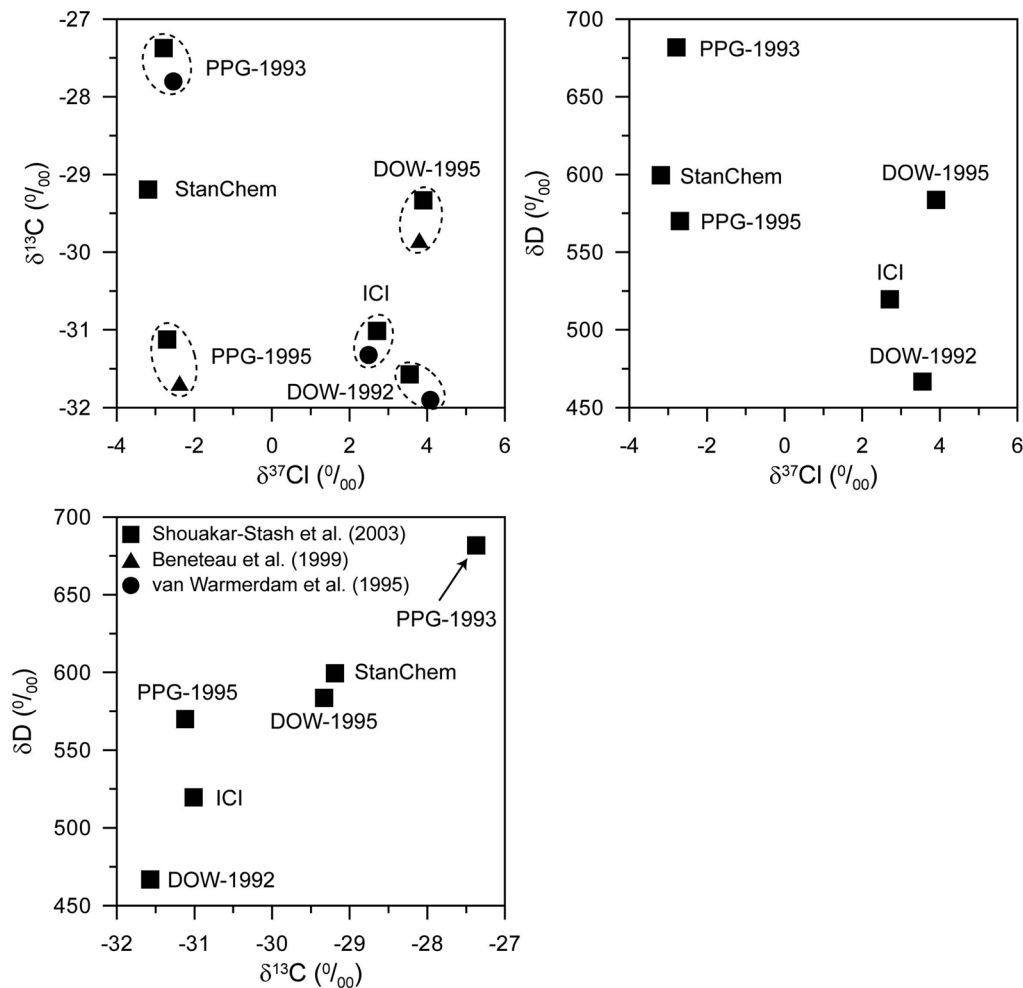 -27
-28
-29
-30
-31
-32
δ¹³C (⁰/₀₀)
PPG-1993
StanChem
DOW-1995
ICI
PPG-1995
DOW-1992
-4 -2 0 2 4 6
δ³⁷Cl (⁰/₀₀)
700
650
600
550
500
450
δD (⁰/₀₀)
PPG-1993
StanChem
DOW-1995
PPG-1995
ICI
DOW-1992
-4 -2 0 2 4 6
δ³⁷Cl (⁰/₀₀)
700
650
600
550
500
450
δD (⁰/₀₀)
Shouakar-Stash et al. (2003)
Beneteau et al. (1999)
van Warmerdam et al. (1995)
PPG-1993
StanChem
PPG-1995
DOW-1995
ICI
DOW-1992
-32 -31 -30 -29 -28 -27
δ¹³C (⁰/₀₀)